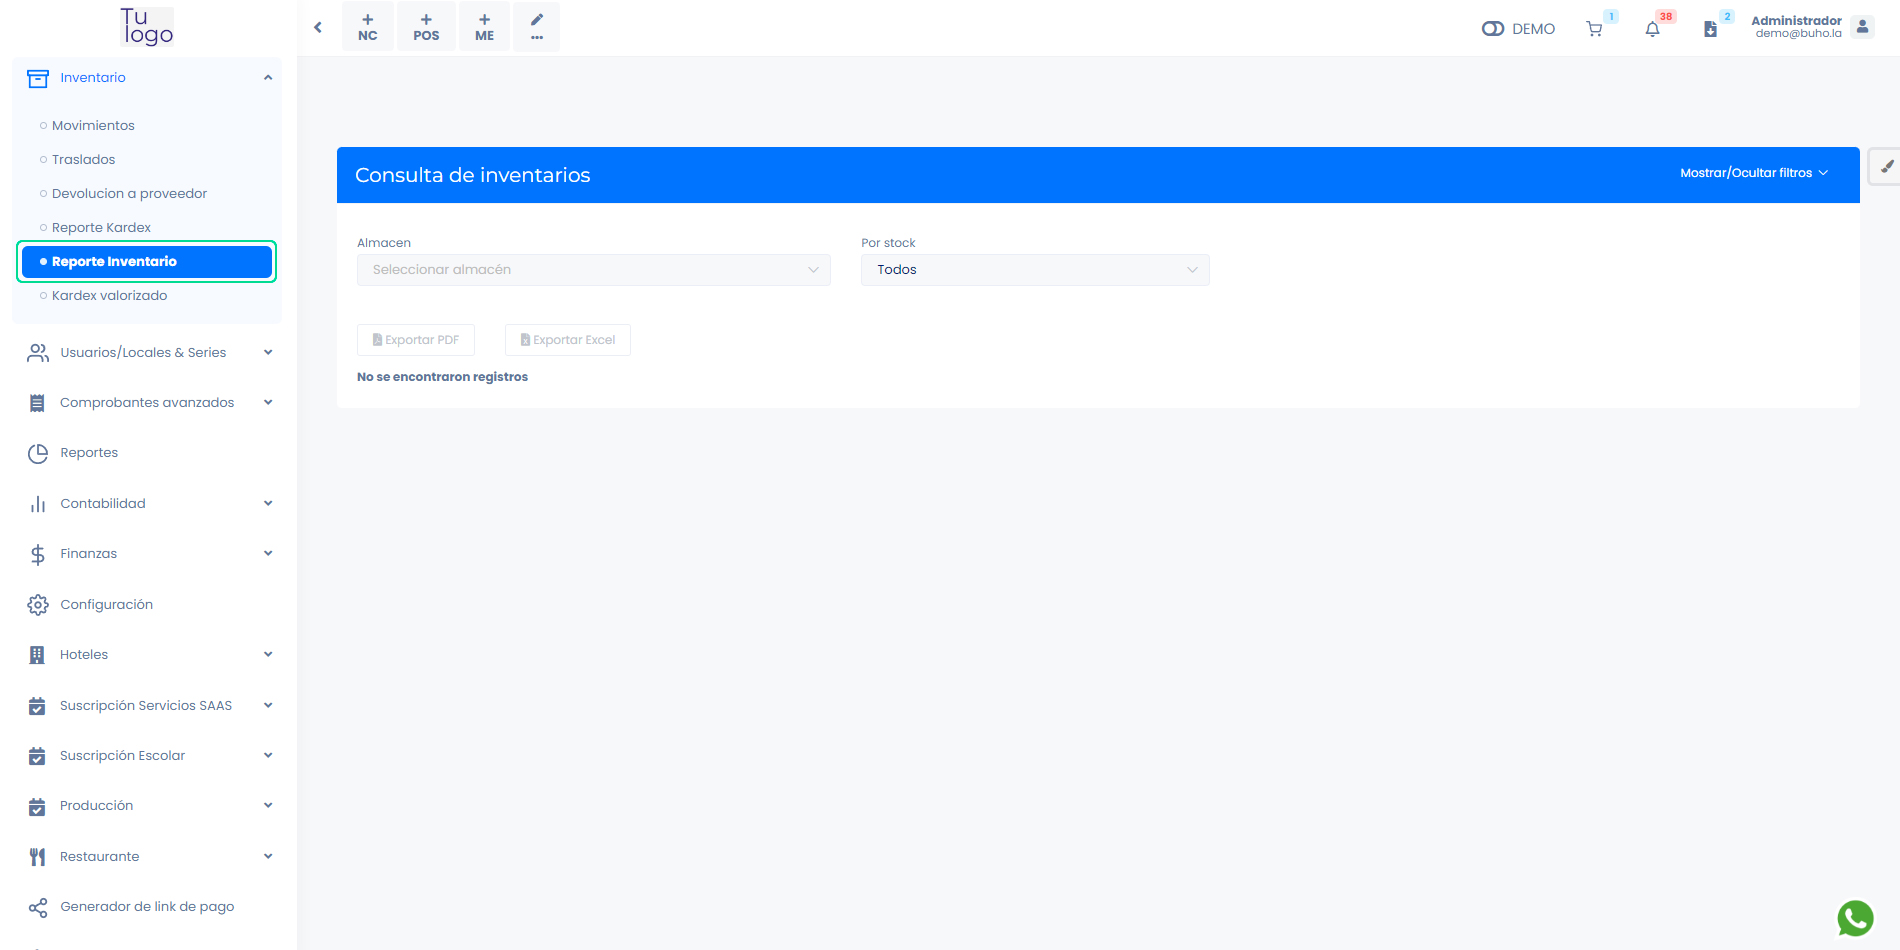 Tu
logo
Inventario
Movimientos
Traslados
Devolucion a proveedor
Reporte Kardex
Reporte Inventario
Kardex valorizado
Usuarios/Locales & Series
Comprobantes avanzados
Reportes
Contabilidad
Finanzas
Configuración
Hoteles
Suscripción Servicios SAAS
Suscripción Escolar
Producción
Restaurante
Generador de link de pago
NC
POS
ME
...
DEMO
1
38
2
Administrador
demo@buho.la
Consulta de inventarios
Mostrar/Ocultar filtros
Almacen
Por stock
Seleccionar almacén
Todos
Exportar PDF
Exportar Excel
No se encontraron registros